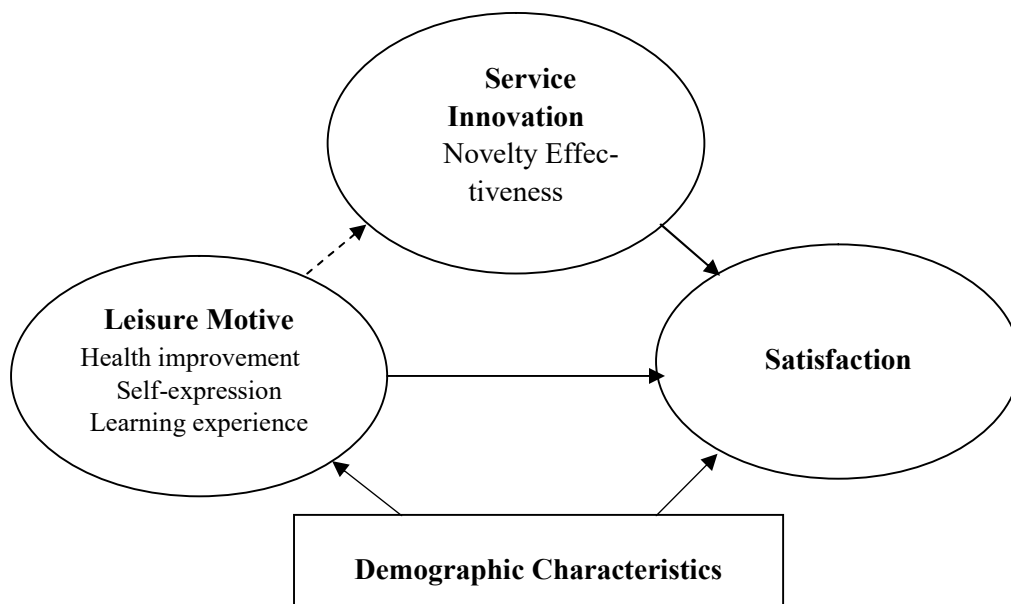 Service
Innovation
Novelty Effec-
tiveness
Leisure Motive
Health improvement
Self-expression
Learning experience
Satisfaction
Demographic Characteristics